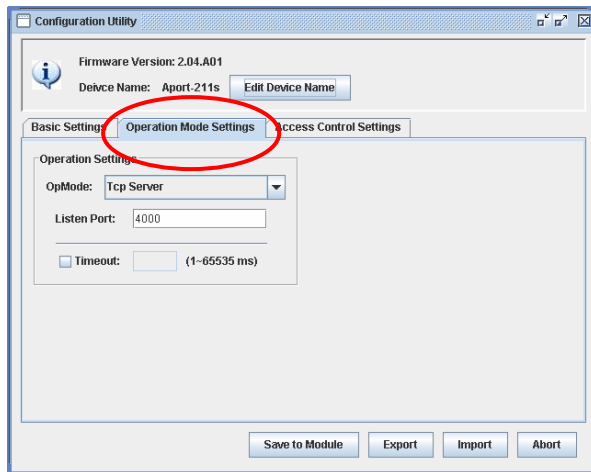 Configuration Utility
Firmware Version: 2.04.A01
Deivce Name: Aport-211s Edit Device Name
Basic Settings Operation Mode Settings Access Control Settings
Operation Settings
OpMode: Tcp Server
Listen Port: 4000
Timeout: (1~65535 ms)
Save to Module Export Import Abort